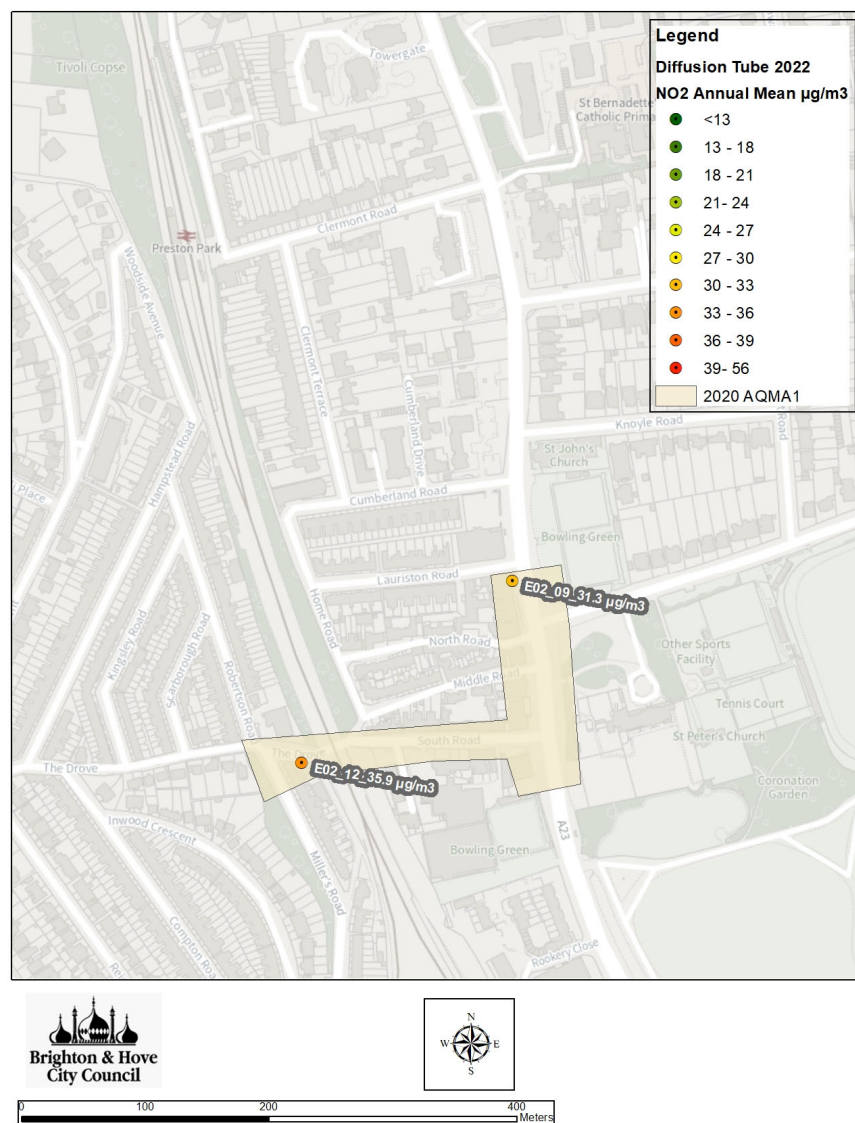 Legend
Diffusion Tube 2022
NO2 Annual Mean µg/m3
<13
13 - 18
18 - 21
21- 24
24 - 27
27 - 30
30 - 33
33 - 36
36 - 39
39- 56
2020 AQMA1
Tivoli Copse
Towergate
St Bernadette'
Catholic Prima
Clermont Road
Preston Park
Woodside Avenue
Clermont Terrace
Cumberland Drive
Knoyle Road
Hampstead Road
St John's
Church
Place
Cumberland Road
Bowling Green
Lauriston Road
E02_09_31.3 µg/m3
Home Road
Kingsley Road
Scarborough Road
North Road
Other Sports
Facility
Robertson Road
Middle Road
Tennis Court
St Peter's Church
The Drove
The Drove
South Road
E02_12_35.9 µg/m3
Coronation
Garden
Inwood Crescent
A23
Bowling Green
Miller's Road
Compton Road
Rookery Close
Brighton & Hove
City Council
N
W E
S
0 100 200 400
Meters